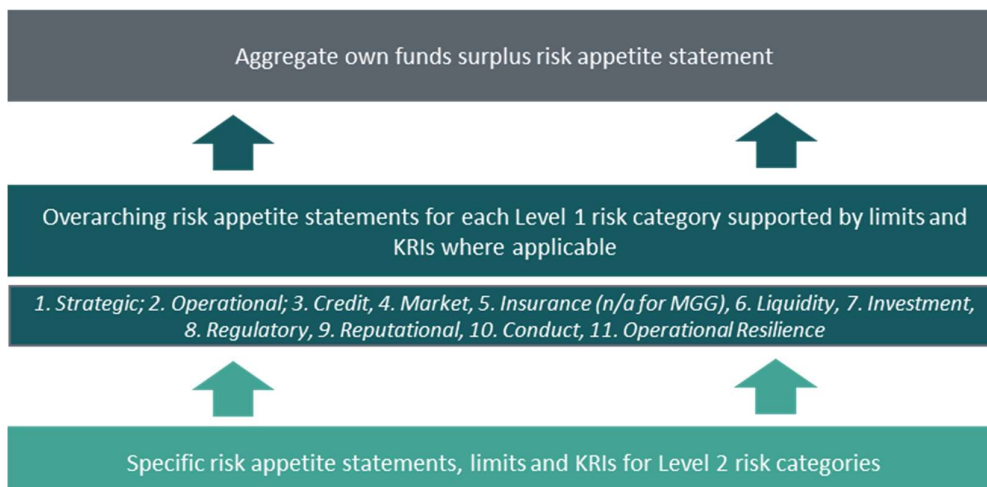 Aggregate own funds surplus risk appetite statement
Overarching risk appetite statements for each Level 1 risk category supported by limits and
KRIs where applicable
1. Strategic; 2. Operational; 3. Credit, 4. Market, 5. Insurance (n/a for MGG), 6. Liquidity, 7. Investment,
8. Regulatory, 9. Reputational, 10. Conduct, 11. Operational Resilience
Specific risk appetite statements, limits and KRIs for Level 2 risk categories